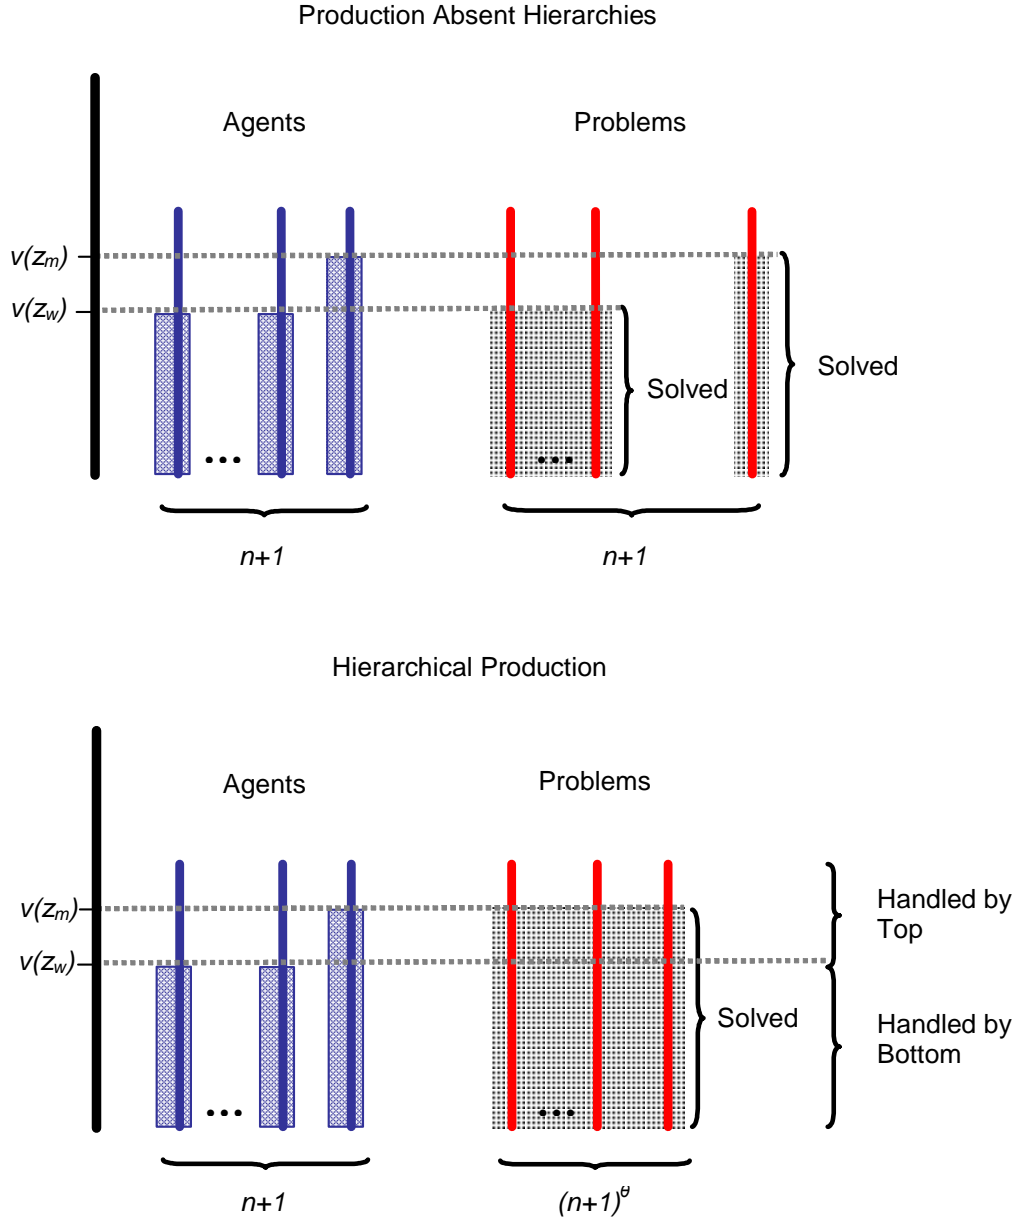 Production Absent Hierarchies
Agents
Problems
v(zm)
v(zw)
Solved
Solved
...
...
n+1
n+1
Hierarchical Production
Agents
Problems
v(zm)
v(zw)
Handled by
Top
Solved
Handled by
Bottom
...
...
n+1
(n+1)^θ